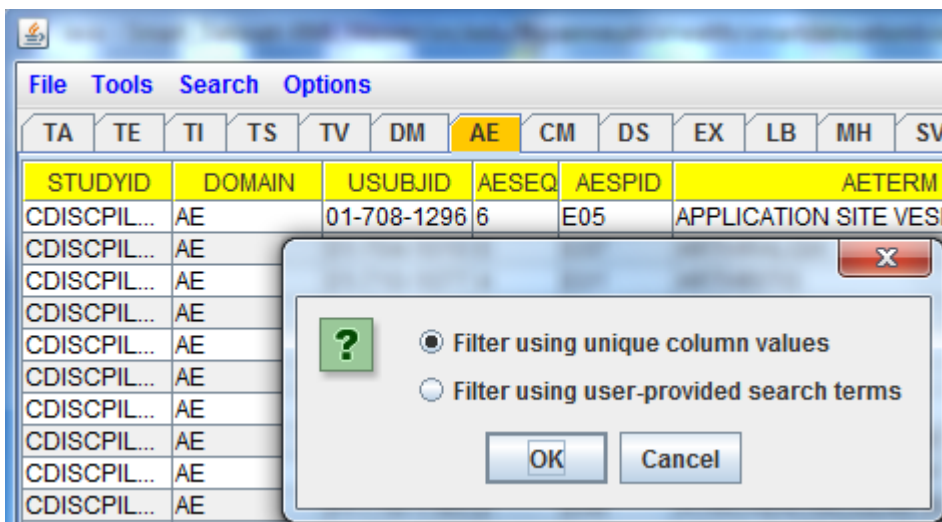 File Tools Search Options
TA TE TI TS TV DM AE CM DS EX LB MH SV
STUDYID DOMAIN USUBJID AESEQ AESPID AETERM
CDISCPIL... AE 01-708-1296 6 E05 APPLICATION SITE VES
CDISCPIL... AE
CDISCPIL... AE
CDISCPIL... AE
CDISCPIL... AE
CDISCPIL... AE
CDISCPIL... AE
CDISCPIL... AE
CDISCPIL... AE
CDISCPIL... AE
? Filter using unique column values
Filter using user-provided search terms
OK Cancel